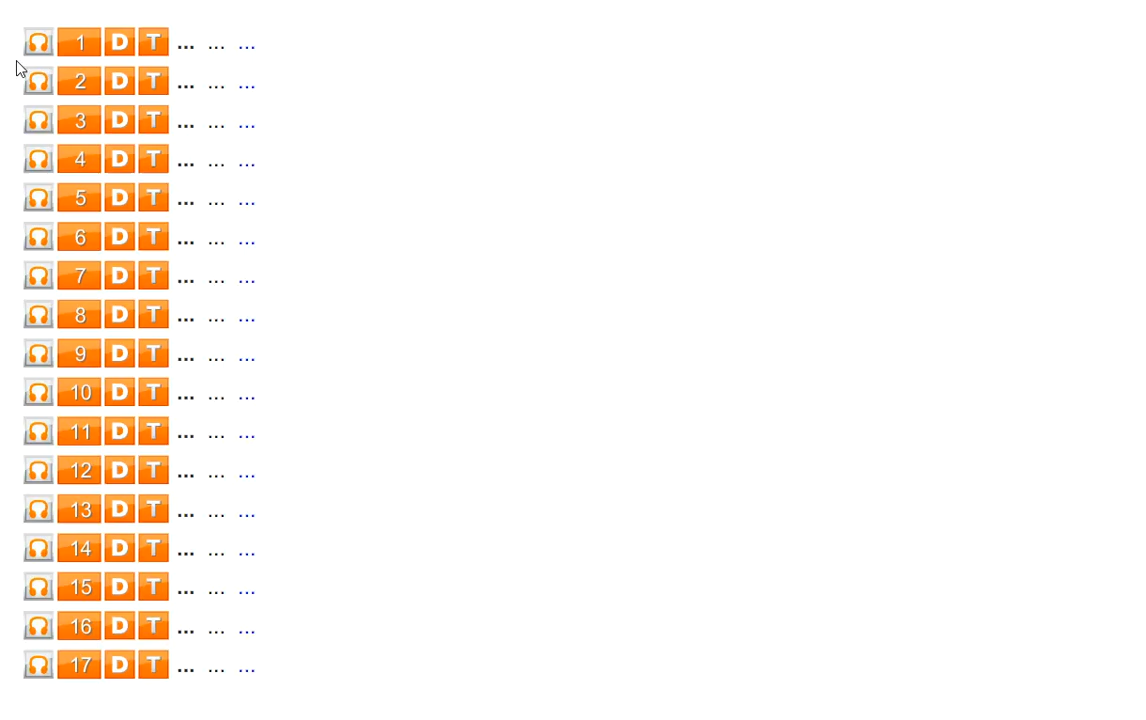 1 D T ... ... ...
2 D T ... ... ...
3 D T ... ... ...
4 D T ... ... ...
5 D T ... ... ...
6 D T ... ... ...
7 D T ... ... ...
8 D T ... ... ...
9 D T ... ... ...
10 D T ... ... ...
11 D T ... ... ...
12 D T ... ... ...
13 D T ... ... ...
14 D T ... ... ...
15 D T ... ... ...
16 D T ... ... ...
17 D T ... ... ...